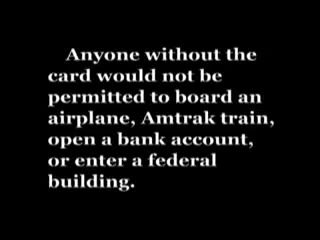 Anyone without the
card would not be
permitted to board an
airplane, Amtrak train,
open a bank account,
or enter a federal
building.